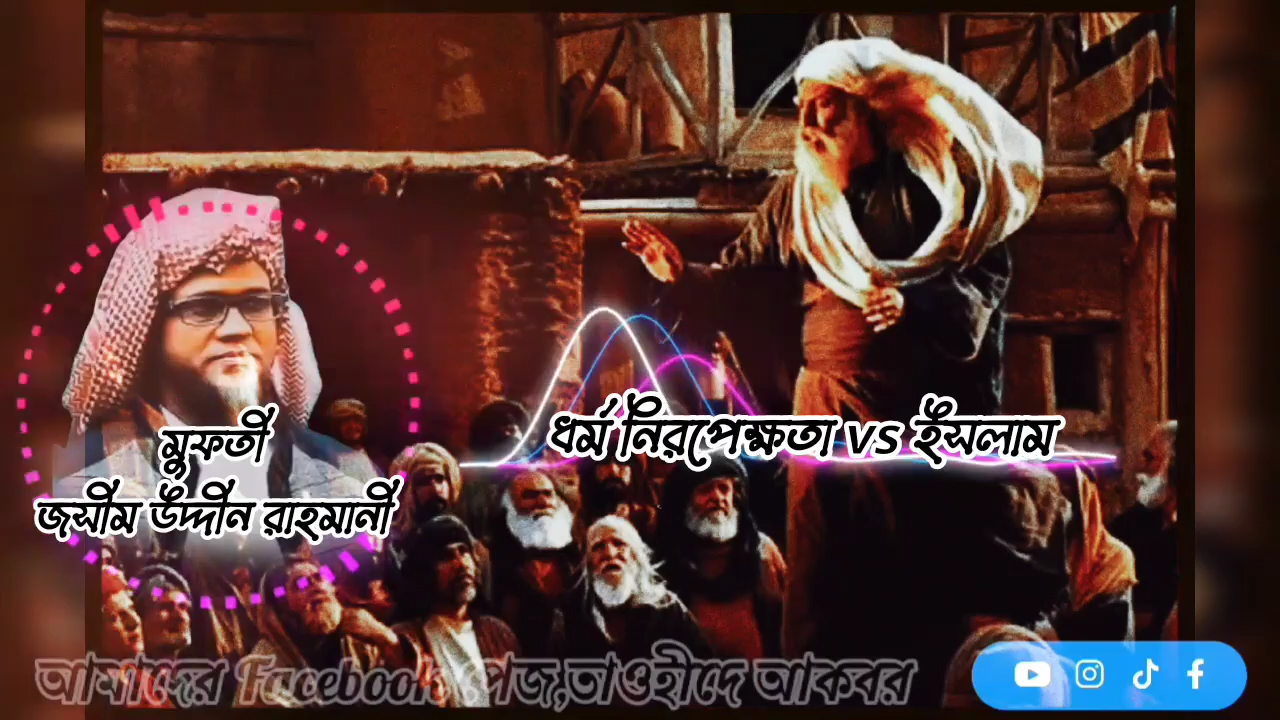 মুফতী
জসীম উদ্দীন রাহমানী
ধর্ম নিরপেক্ষতা vs ইসলাম
আমাদের Facebook পেজ,তাওহীদে আকবর